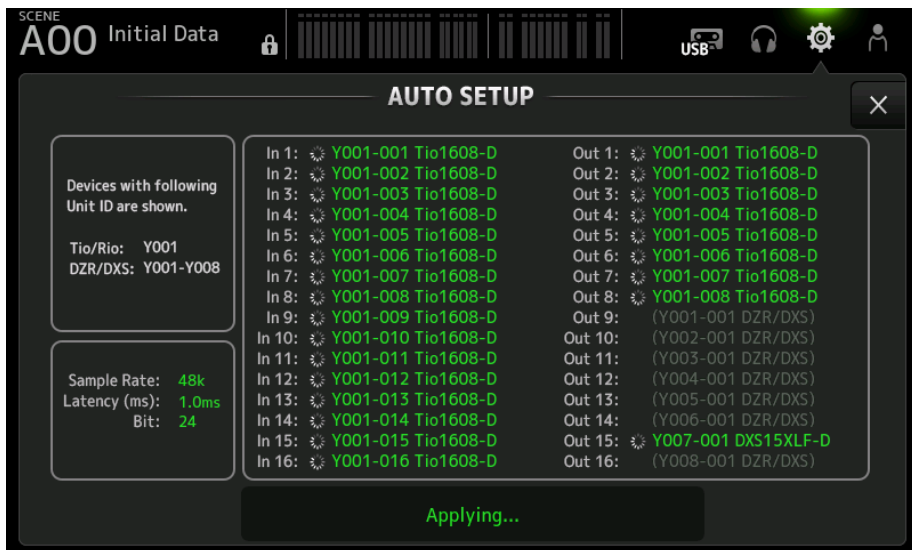 SCENE
A00 Initial Data
USB
AUTO SETUP
Devices with following
Unit ID are shown.
Tio/Rio: Y001
DZR/DXS: Y001-Y008
Sample Rate: 48k
Latency (ms): 1.0ms
Bit: 24
In 1: Y001-001 Tio1608-D
In 2: Y001-002 Tio1608-D
In 3: Y001-003 Tio1608-D
In 4: Y001-004 Tio1608-D
In 5: Y001-005 Tio1608-D
In 6: Y001-006 Tio1608-D
In 7: Y001-007 Tio1608-D
In 8: Y001-008 Tio1608-D
In 9: Y001-009 Tio1608-D
In 10: Y001-010 Tio1608-D
In 11: Y001-011 Tio1608-D
In 12: Y001-012 Tio1608-D
In 13: Y001-013 Tio1608-D
In 14: Y001-014 Tio1608-D
In 15: Y001-015 Tio1608-D
In 16: Y001-016 Tio1608-D
Out 1: Y001-001 Tio1608-D
Out 2: Y001-002 Tio1608-D
Out 3: Y001-003 Tio1608-D
Out 4: Y001-004 Tio1608-D
Out 5: Y001-005 Tio1608-D
Out 6: Y001-006 Tio1608-D
Out 7: Y001-007 Tio1608-D
Out 8: Y001-008 Tio1608-D
Out 9: (Y001-001 DZR/DXS)
Out 10: (Y002-001 DZR/DXS)
Out 11: (Y003-001 DZR/DXS)
Out 12: (Y004-001 DZR/DXS)
Out 13: (Y005-001 DZR/DXS)
Out 14: (Y006-001 DZR/DXS)
Out 15: Y007-001 DXS15XLF-D
Out 16: (Y008-001 DZR/DXS)
Applying...